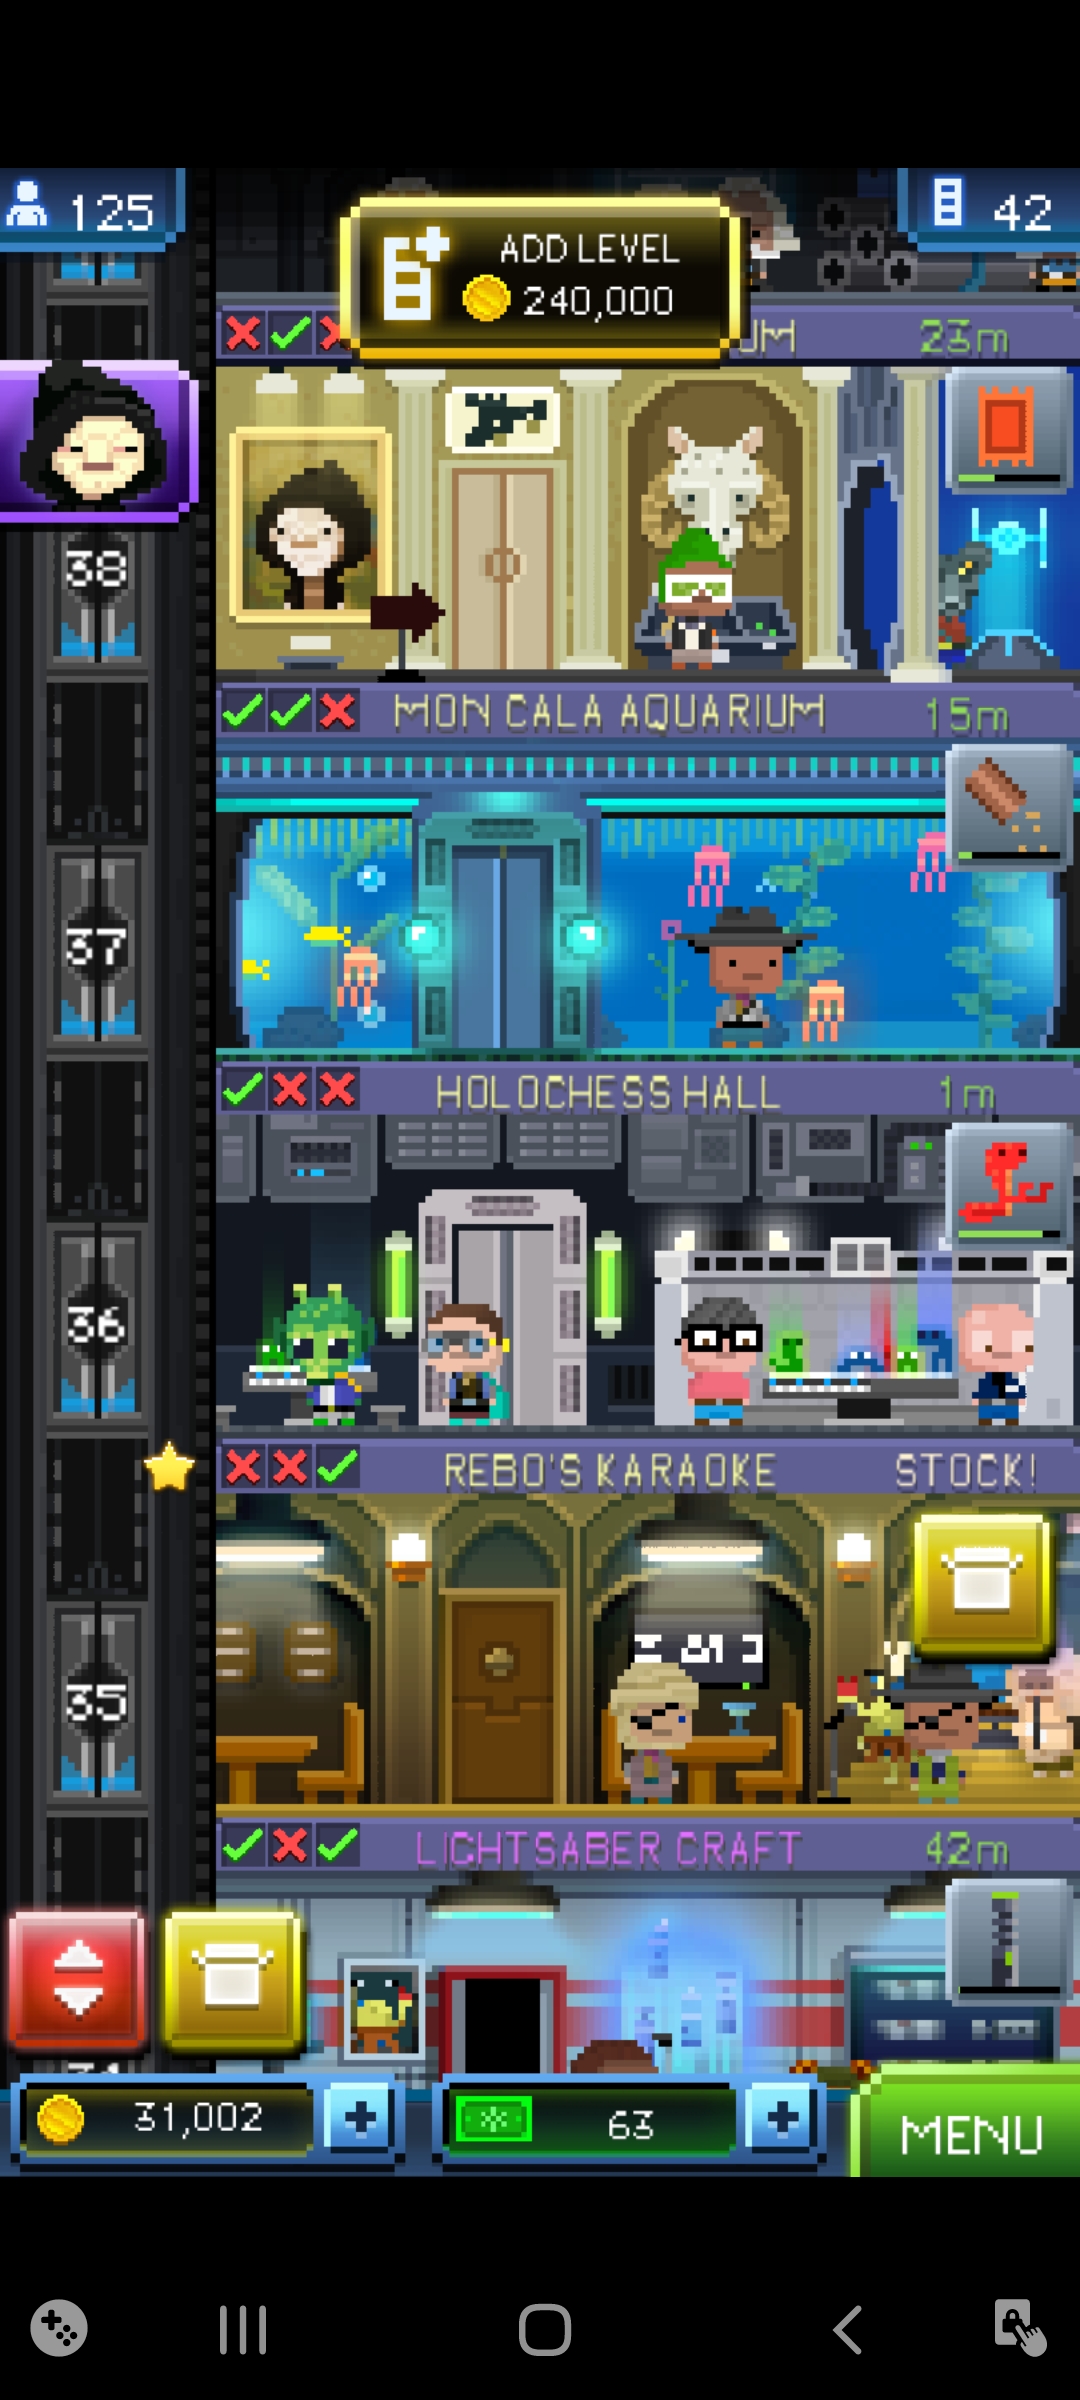 125
42
ADD LEVEL
240,000
UM 23m
38
MON CALA AQUARIUM 15m
37
HOLOCHESS HALL 1m
36
REBO'S KARAOKE STOCK!
35
LIGHTSABER CRAFT 42m
31,002
63
MENU